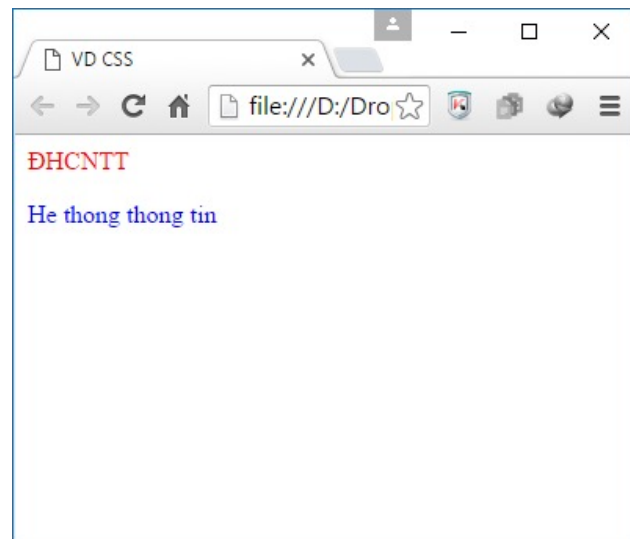 VD CSS
file:///D:/Dro
ĐHCNTT
He thong thong tin